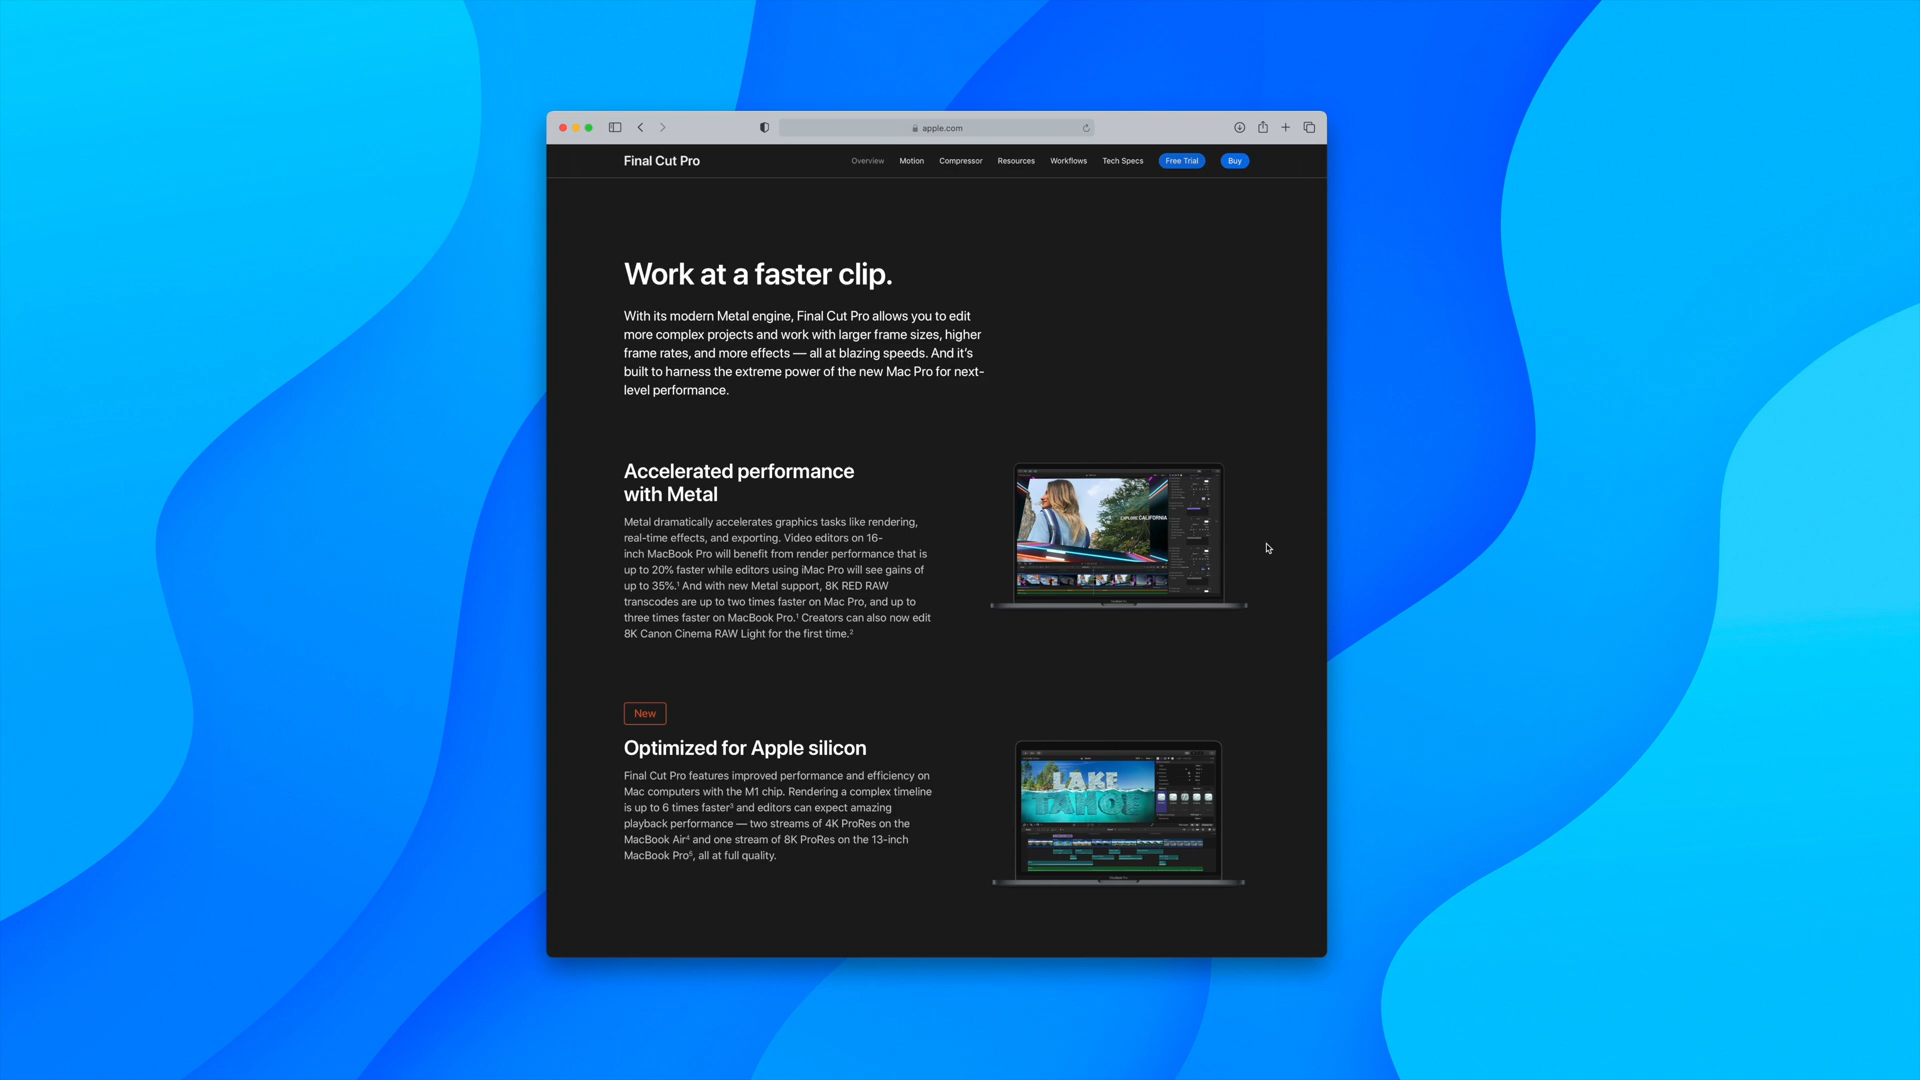 apple.com
Final Cut Pro
Overview
Motion
Compressor
Resources
Workflows
Tech Specs
Free Trial
Buy
Work at a faster clip.
With its modern Metal engine, Final Cut Pro allows you to edit
more complex projects and work with larger frame sizes, higher
frame rates, and more effects — all at blazing speeds. And it's
built to harness the extreme power of the new Mac Pro for next-
level performance.
Accelerated performance
with Metal
Metal dramatically accelerates graphics tasks like rendering,
real-time effects, and exporting. Video editors on 16-
inch MacBook Pro will benefit from render performance that is
up to 20% faster while editors using iMac Pro will see gains of
up to 35%.¹ And with new Metal support, 8K RED RAW
transcodes are up to two times faster on Mac Pro, and up to
three times faster on MacBook Pro.¹ Creators can also now edit
8K Canon Cinema RAW Light for the first time.²
EXPLORE CALIFORNIA
New
Optimized for Apple silicon
Final Cut Pro features improved performance and efficiency on
Mac computers with the M1 chip. Rendering a complex timeline
is up to 6 times faster³ and editors can expect amazing
playback performance — two streams of 4K ProRes on the
MacBook Air⁴ and one stream of 8K ProRes on the 13-inch
MacBook Pro⁵, all at full quality.
LAKE
TAHOE